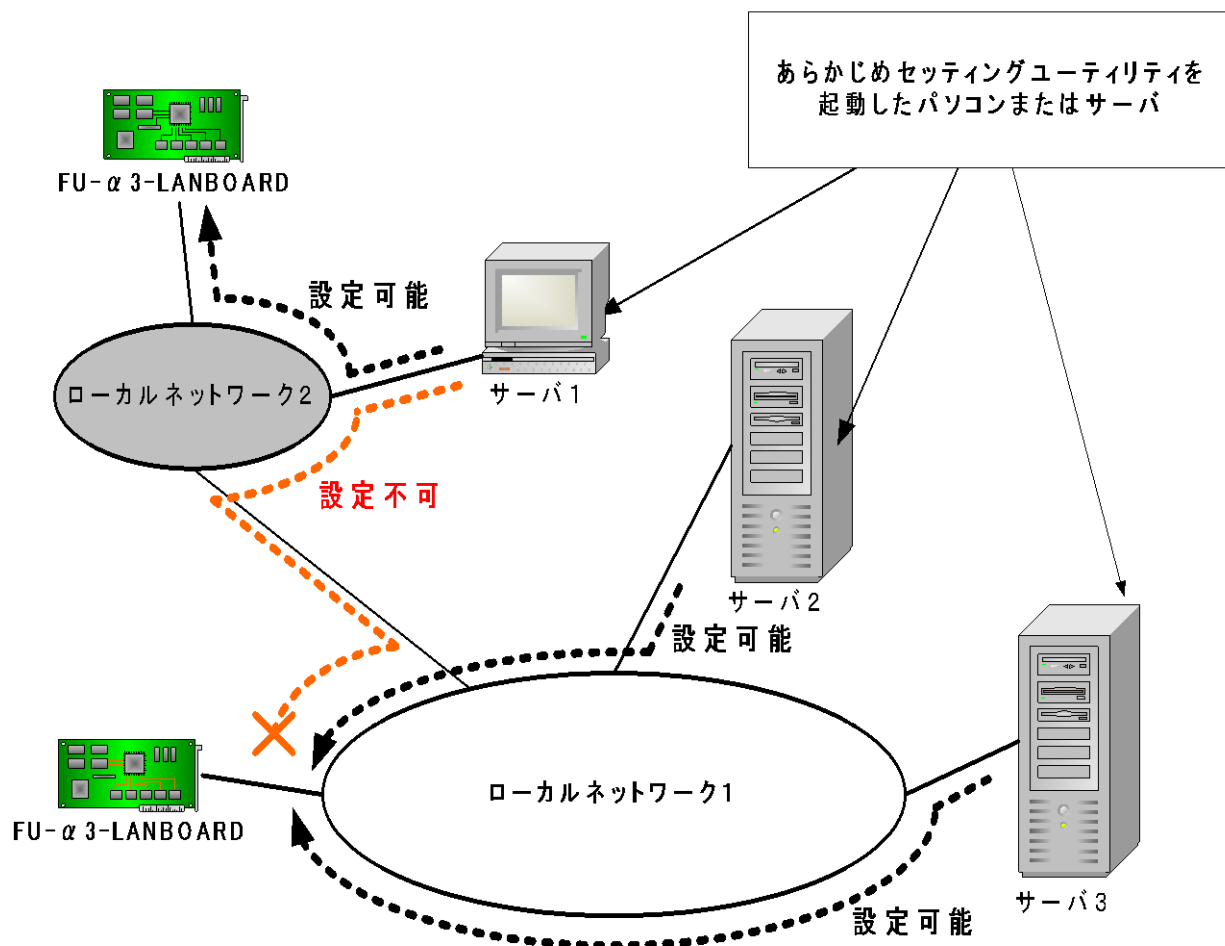 あらかじめセッティングユーティリティを
起動したパソコンまたはサーバ
FU-α3-LANBOARD
設定可能
ローカルネットワーク2
サーバ1
設定不可
サーバ2
設定可能
ローカルネットワーク1
FU-α3-LANBOARD
サーバ3
設定可能